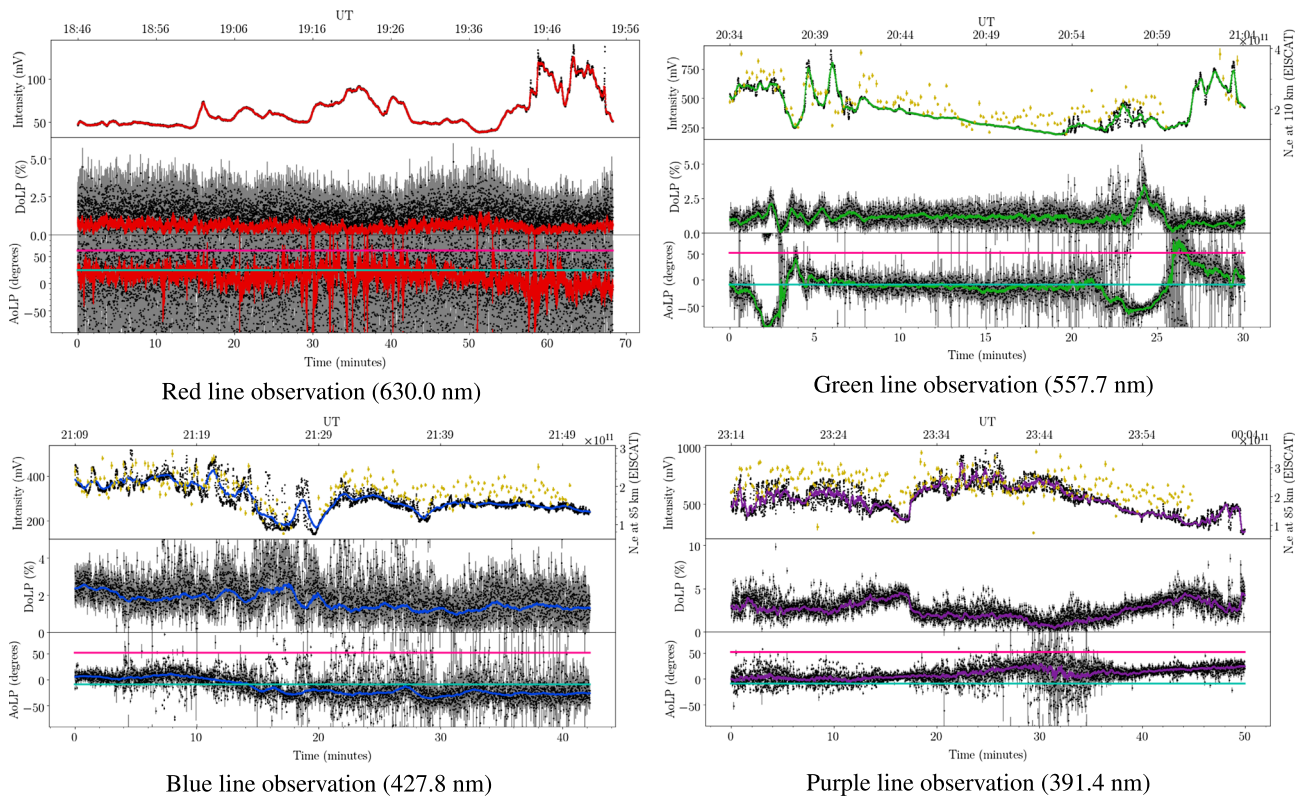 UT
18:46 18:56 19:06 19:16 19:26 19:36 19:46 19:56
Intensity (mV)
100
50
DoLP (%)
5.0
2.5
0.0
AoLP (degrees)
50
0
−50
0 10 20 30 40 50 60 70
Time (minutes)
Red line observation (630.0 nm)
UT
20:34 20:39 20:44 20:49 20:54 20:59 21:04
×10¹¹
Intensity (mV)
750
500
250
4
2
N_e at 110 km (EISCAT)
DoLP (%)
5.0
2.5
0.0
AoLP (degrees)
50
0
−50
0 5 10 15 20 25 30
Time (minutes)
Green line observation (557.7 nm)
UT
21:09 21:19 21:29 21:39 21:49
×10¹¹
Intensity (mV)
400
200
3
2
1
N_e at 85 km (EISCAT)
DoLP (%)
4
2
0
AoLP (degrees)
50
0
−50
0 10 20 30 40
Time (minutes)
Blue line observation (427.8 nm)
UT
23:14 23:24 23:34 23:44 23:54 00:04
×10¹¹
Intensity (mV)
1000
500
3
2
1
N_e at 85 km (EISCAT)
DoLP (%)
10
5
0
AoLP (degrees)
50
0
−50
0 10 20 30 40 50
Time (minutes)
Purple line observation (391.4 nm)